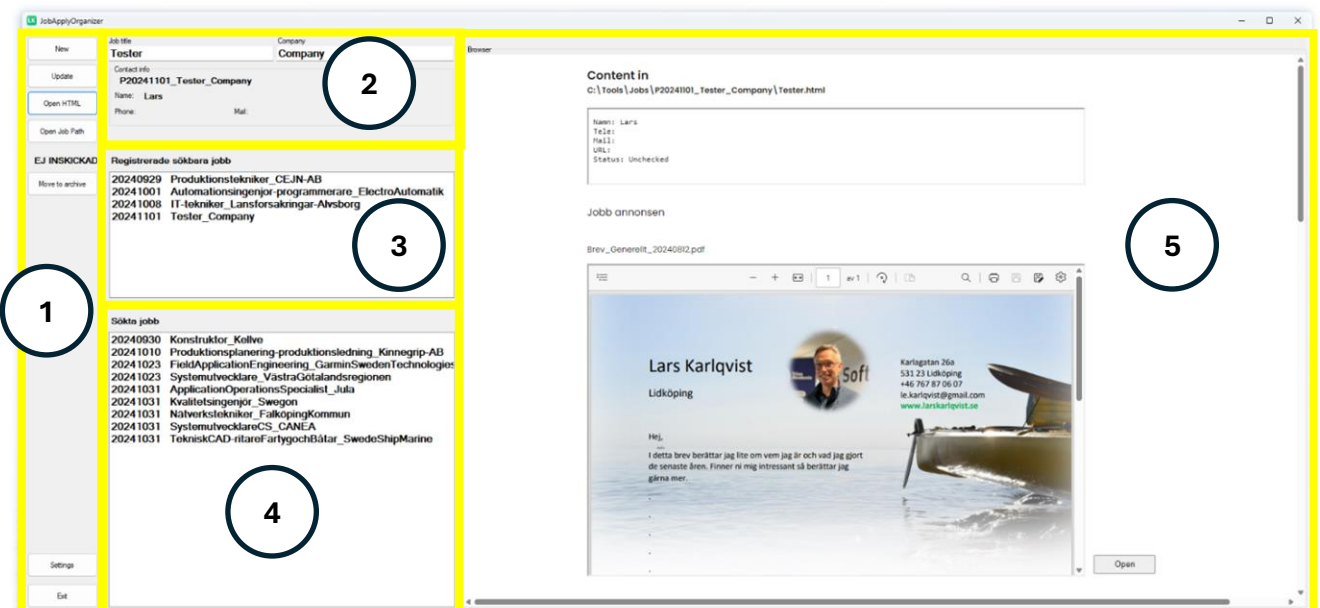 JobApplyOrganizer
New
Update
Open HTML
Open Job Path
EJ INSKICKAD
Move to archive
Settings
Exit
1
Job title
Company
Tester
Company
Contact info
P20241101_Tester_Company
Name: Lars
Phone: Mail:
2
Registrerade sökbara jobb
20240929 Produktionstekniker_CEJN-AB
20241001 Automationsingenjor-programmerare_ElectroAutomatik
20241008 IT-tekniker_Lansforsakringar-Alvsborg
20241101 Tester_Company
3
Sökta jobb
20240930 Konstruktor_Kellve
20241010 Produktionsplanering-produktionsledning_Kinnegrip-AB
20241023 FieldApplicationEngineering_GarminSwedenTechnologies
20241023 Systemutvecklare_VästraGötalandsregionen
20241031 ApplicationOperationsSpecialist_Jula
20241031 Kvalitetsingenjör_Swegon
20241031 Nätverkstekniker_FalköpingKommun
20241031 SystemutvecklareCS_CANEA
20241031 TekniskCAD-ritareFartygochBåtar_SwedeShipMarine
4
Browser
Content in
C:\Tools\Jobs\P20241101_Tester_Company\Tester.html
Namn: Lars
Tele:
Mail:
URL:
Status: Unchecked
Jobb annonsen
Brev_Generellt_20240812.pdf
1 av 1
Lars Karlqvist
Lidköping
Soft
Karlagatan 26a
531 23 Lidköping
+46 767 87 06 07
le.karlqvist@gmail.com
www.larskarlqvist.se
Hej,
I detta brev berättar jag lite om vem jag är och vad jag gjort
de senaste åren. Finner ni mig intressant så berättar jag
gärna mer.
.
.
.
.
.
Open
5